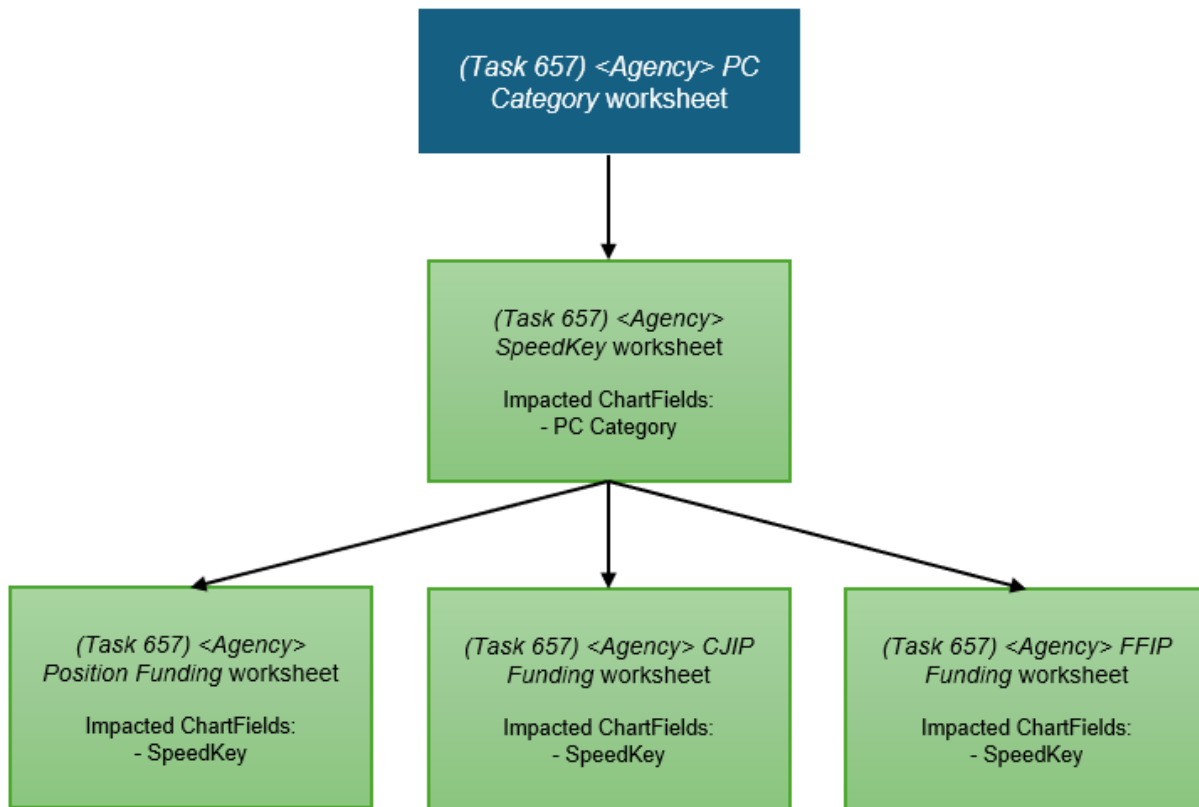 (Task 657) <Agency> PC
Category worksheet
(Task 657) <Agency>
SpeedKey worksheet
Impacted ChartFields:
- PC Category
(Task 657) <Agency>
Position Funding worksheet
Impacted ChartFields:
- SpeedKey
(Task 657) <Agency> CJIP
Funding worksheet
Impacted ChartFields:
- SpeedKey
(Task 657) <Agency> FFIP
Funding worksheet
Impacted ChartFields:
- SpeedKey